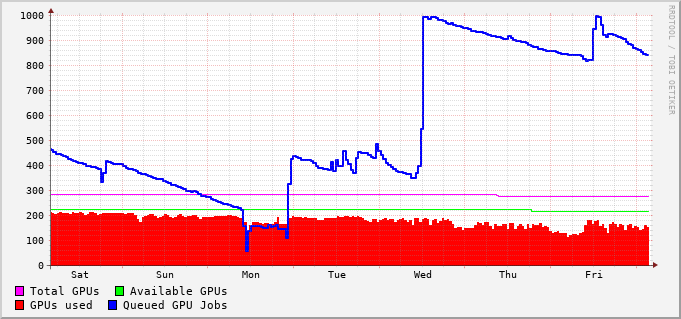 1000
900
800
700
600
500
400
300
200
100
0
Sat Sun Mon Tue Wed Thu Fri
Total GPUs Available GPUs
GPUs used Queued GPU Jobs
RRDTOOL / TOBI OETIKER